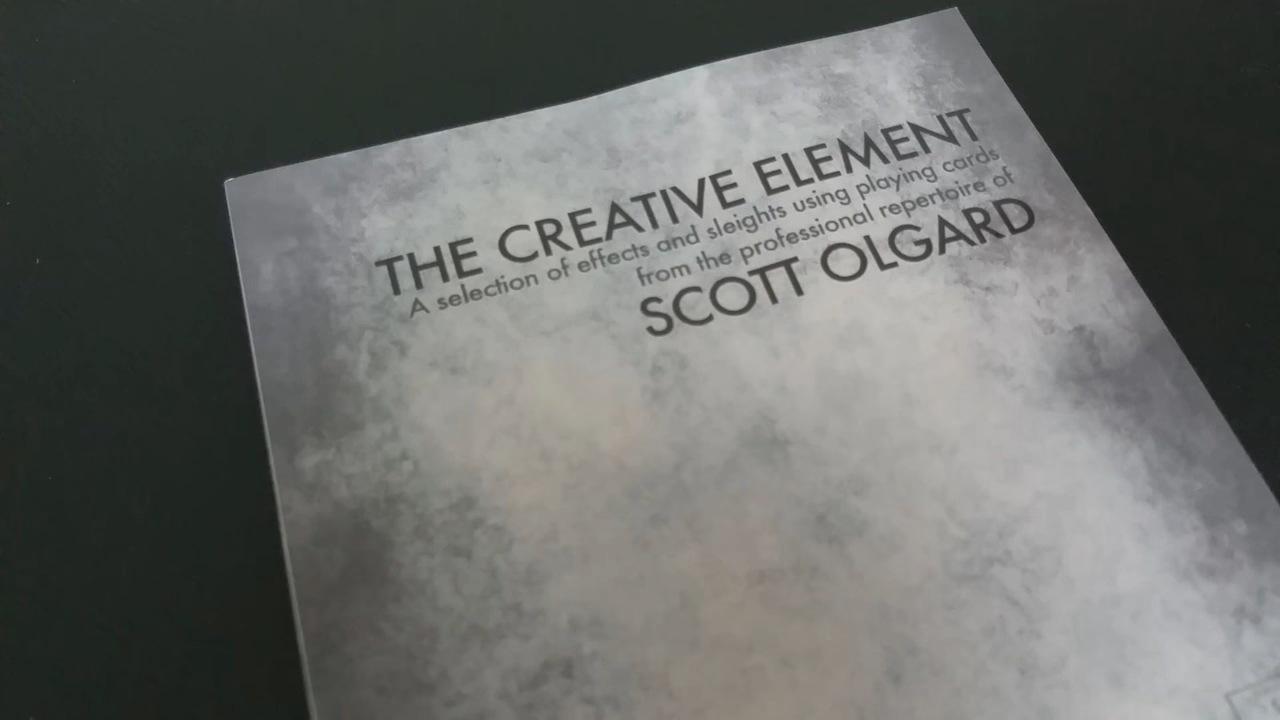 THE CREATIVE ELEMENT
A selection of effects and sleights using playing cards
from the professional repertoire of
SCOTT OLGARD